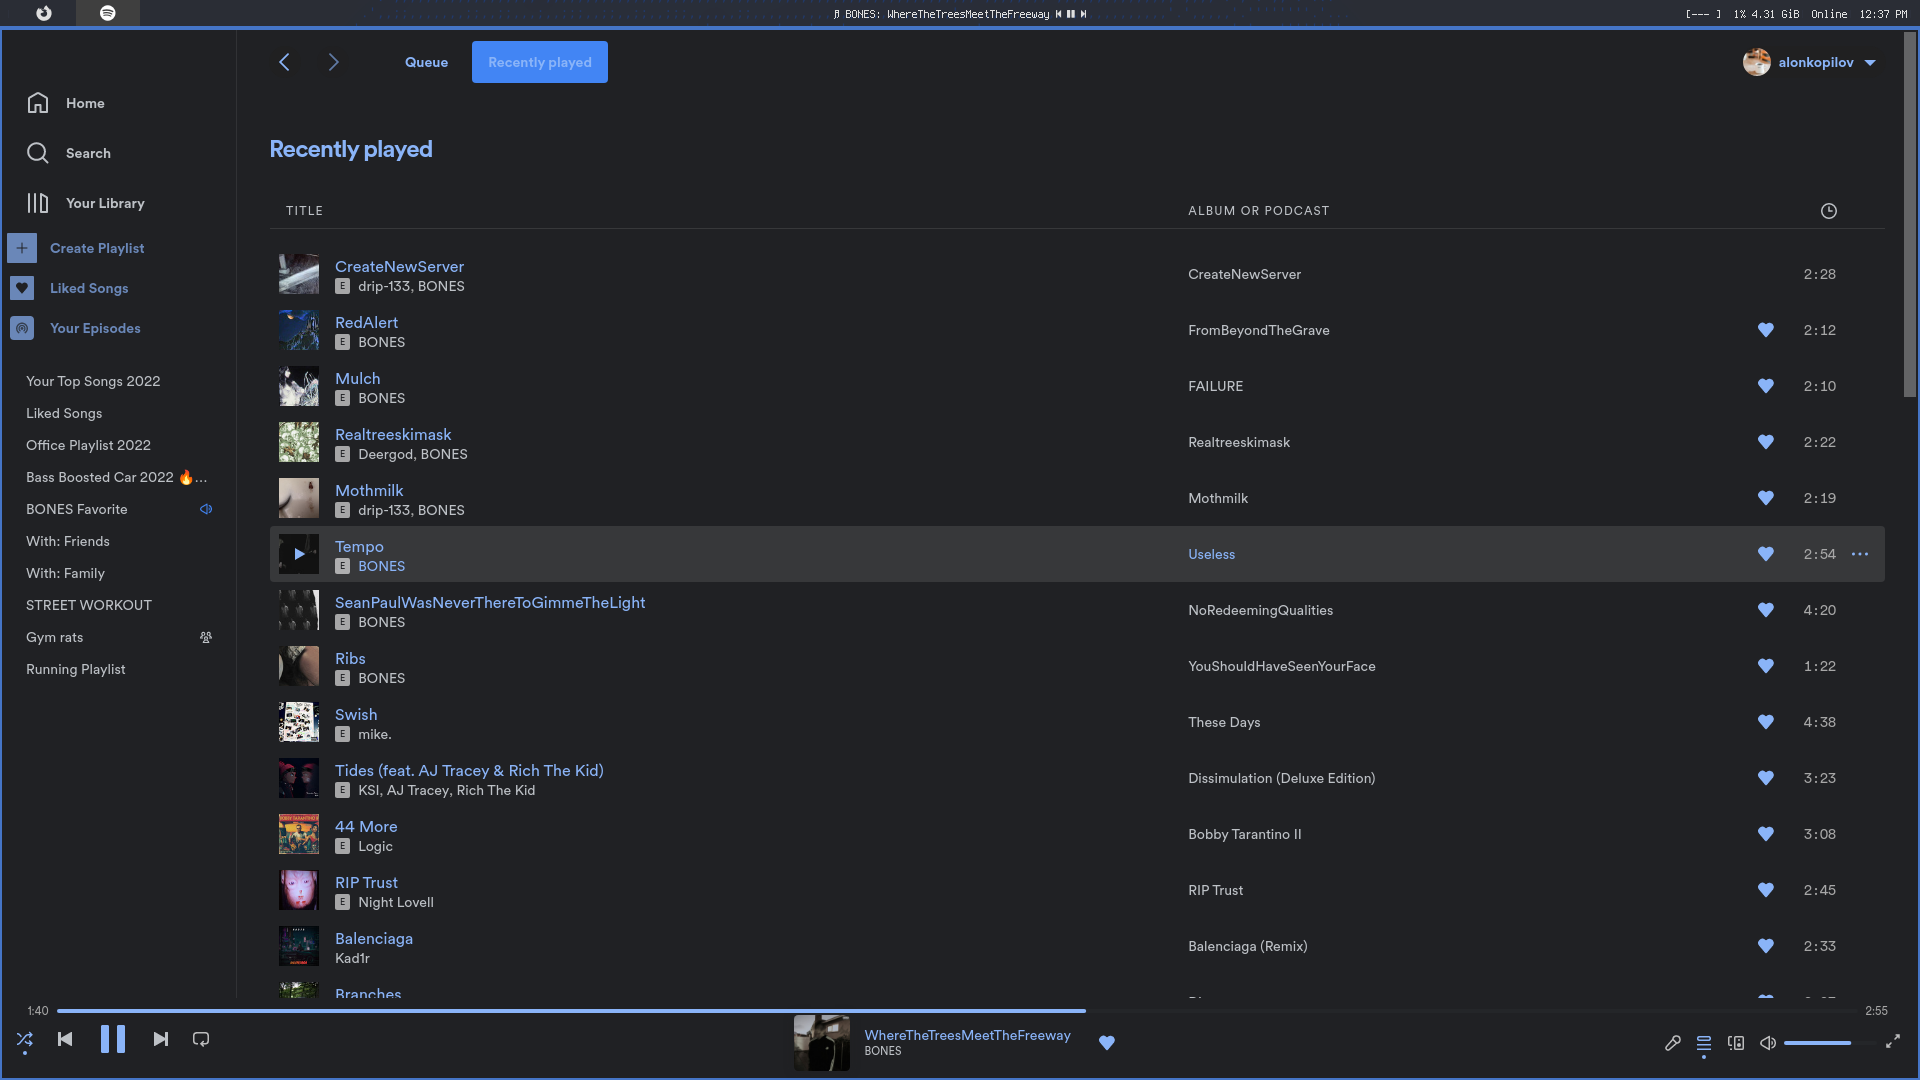 BONES: WhereTheTreesMeetTheFreeway
[--- ] 1% 4.31 GiB Online 12:37 PM
Queue
Recently played
alonkopilov
Home
Search
Your Library
Create Playlist
Liked Songs
Your Episodes
Your Top Songs 2022
Liked Songs
Office Playlist 2022
Bass Boosted Car 2022 🔥...
BONES Favorite
With: Friends
With: Family
STREET WORKOUT
Gym rats
Running Playlist
Recently played
TITLE ALBUM OR PODCAST
CreateNewServer
E drip-133, BONES
CreateNewServer 2:28
RedAlert
E BONES
FromBeyondTheGrave 2:12
Mulch
E BONES
FAILURE 2:10
Realtreeskimask
E Deergod, BONES
Realtreeskimask 2:22
Mothmilk
E drip-133, BONES
Mothmilk 2:19
Tempo
E BONES
Useless 2:54 ...
SeanPaulWasNeverThereToGimmeTheLight
E BONES
NoRedeemingQualities 4:20
Ribs
E BONES
YouShouldHaveSeenYourFace 1:22
Swish
E mike.
These Days 4:38
Tides (feat. AJ Tracey & Rich The Kid)
E KSI, AJ Tracey, Rich The Kid
Dissimulation (Deluxe Edition) 3:23
44 More
E Logic
Bobby Tarantino II 3:08
RIP Trust
E Night Lovell
RIP Trust 2:45
Balenciaga
Kad1r
Balenciaga (Remix) 2:33
Branches
1:40 2:55
WhereTheTreesMeetTheFreeway
BONES